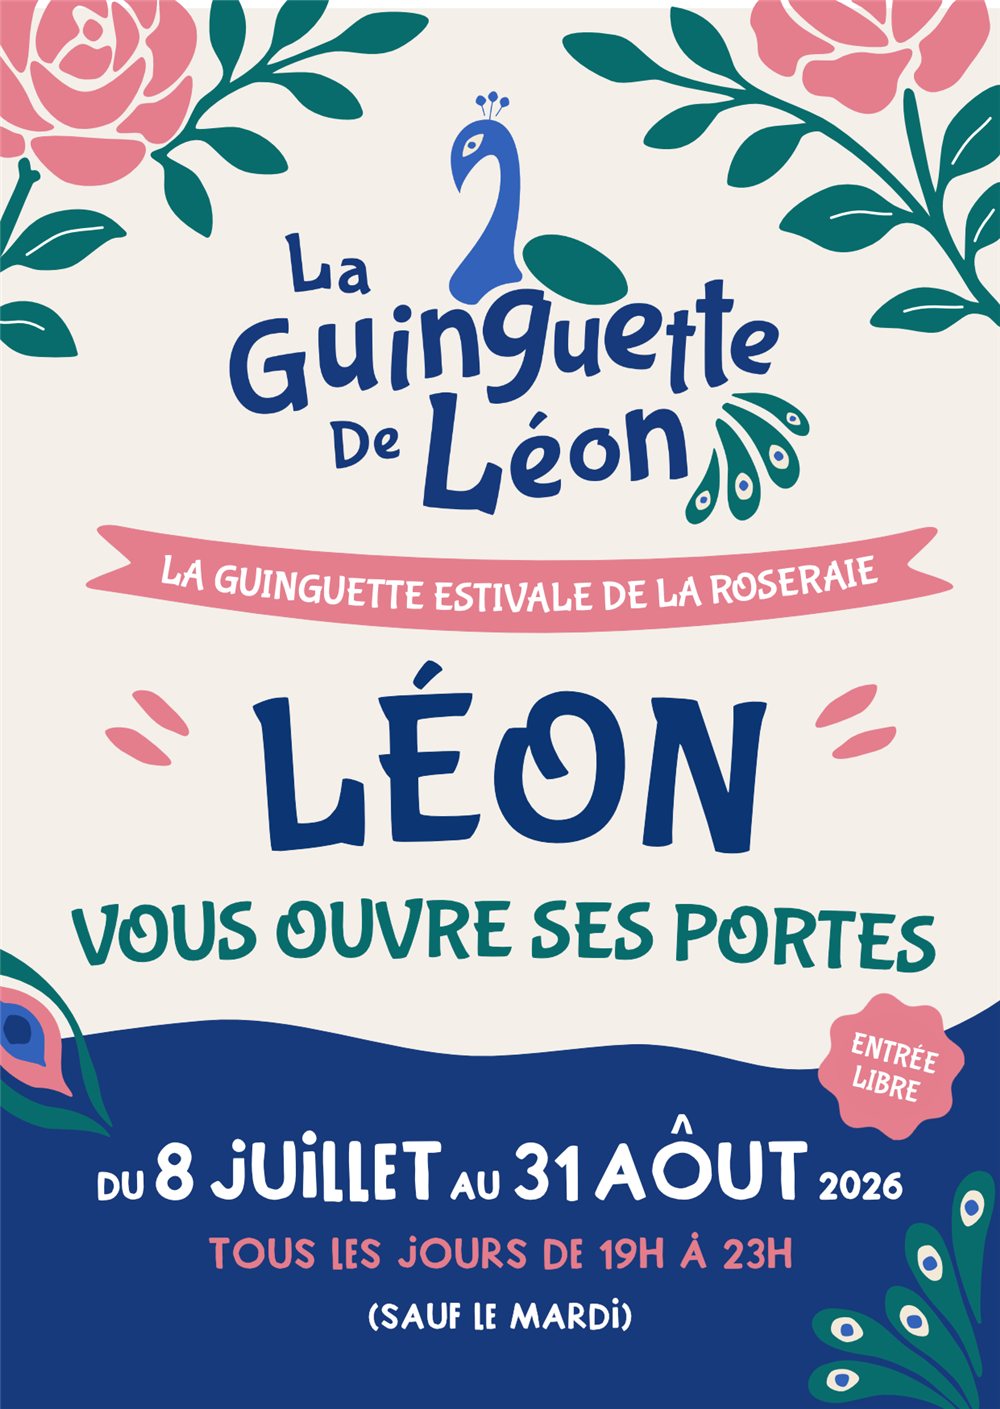 La
Guinguette
De Léon
LA GUINGUETTE ESTIVALE DE LA ROSERAIE
LÉON
VOUS OUVRE SES PORTES
ENTRÉE
LIBRE
DU 8 JUILLET AU 31 AÔUT 2026
TOUS LES JOURS DE 19H À 23H
(SAUF LE MARDI)